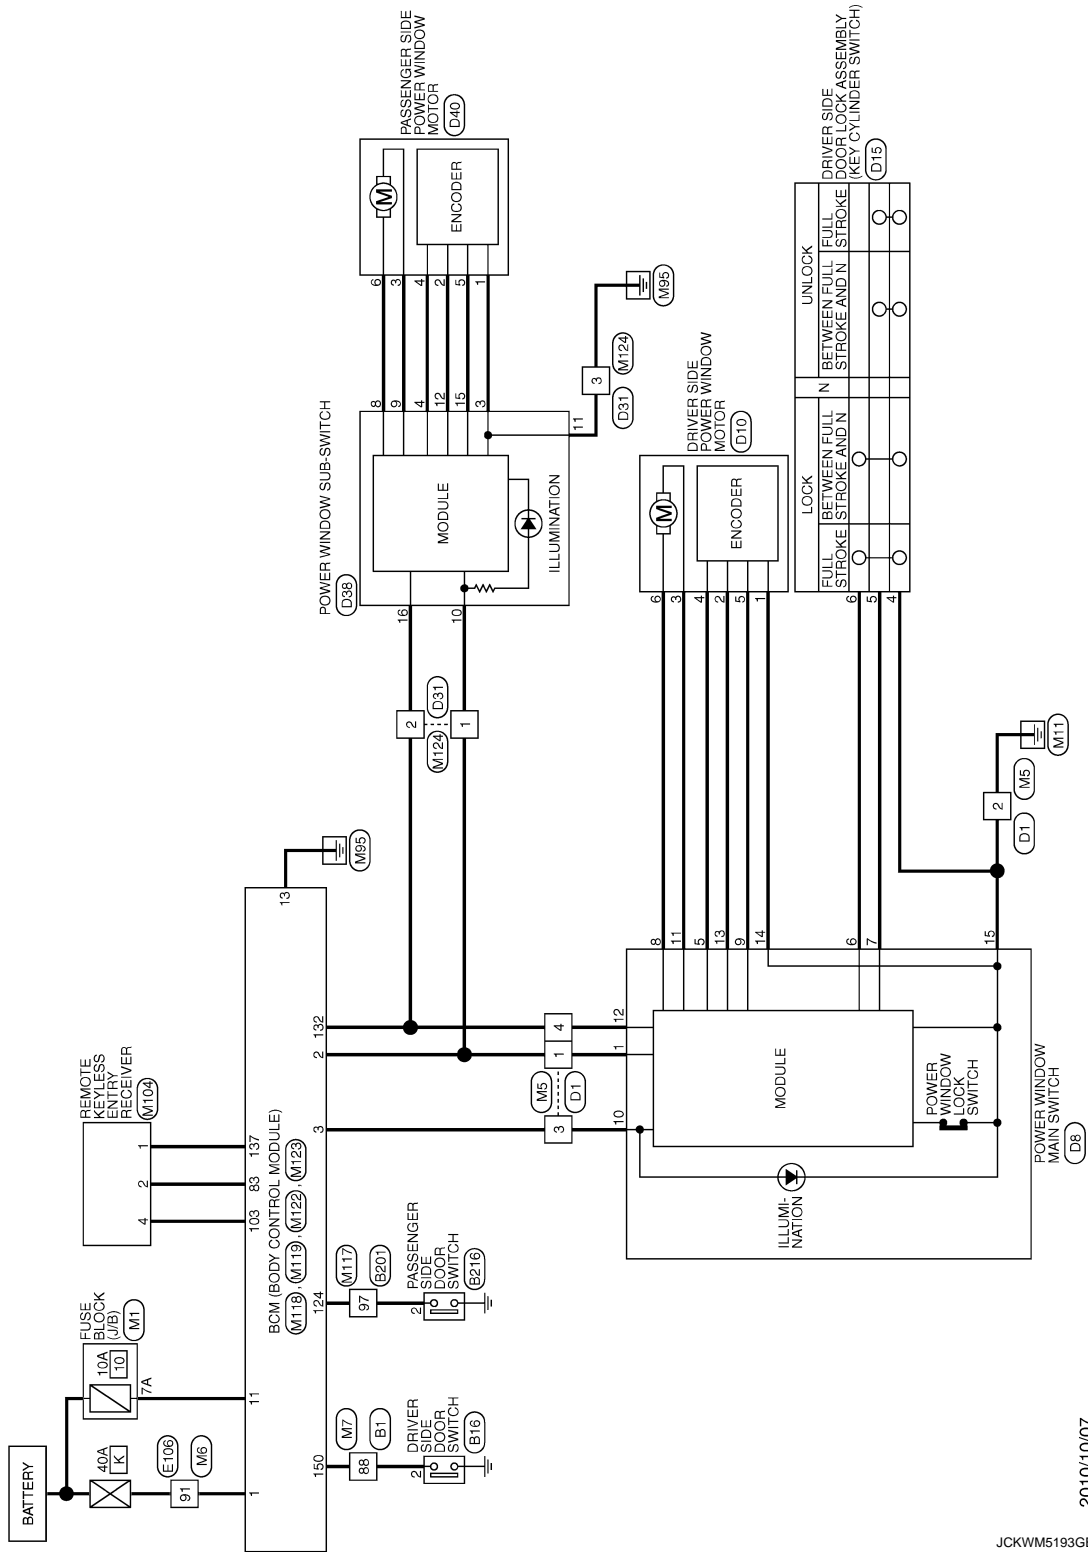 BATTERY
40A
K
E106
91
M6
1
FUSE
BLOCK
(J/B)
M1
10A
10
7A
11
REMOTE
KEYLESS
ENTRY
RECEIVER
M104
4
2
1
103
83
137
BCM (BODY CONTROL MODULE)
M118 , M119 , M122 , M123
150
124
3
2
132
13
M95
88
M7
B1
2
DRIVER
SIDE
DOOR
SWITCH
B16
97
M117
B201
2
PASSENGER
SIDE
DOOR
SWITCH
B216
2
M124
D31
1
16
10
POWER WINDOW SUB-SWITCH
D38
MODULE
ILLUMINATION
8
9
4
12
15
3
11
6
3
4
2
5
1
M
ENCODER
PASSENGER SIDE
POWER WINDOW
MOTOR
D40
3
D31
M124
M95
3
M5
D1
1
4
10
1
12
MODULE
ILLUMI-
NATION
POWER
WINDOW
LOCK
SWITCH
POWER WINDOW
MAIN SWITCH
D8
8
11
5
13
9
14
6
7
15
6
3
4
2
5
1
M
ENCODER
DRIVER SIDE
POWER WINDOW
MOTOR
D10
6
5
4
LOCK
N
UNLOCK
FULL
STROKE
BETWEEN FULL
STROKE AND N
BETWEEN FULL
STROKE AND N
FULL
STROKE
DRIVER SIDE
DOOR LOCK ASSEMBLY
(KEY CYLINDER SWITCH)
D15
2
D1
M5
M11
2010/10/07